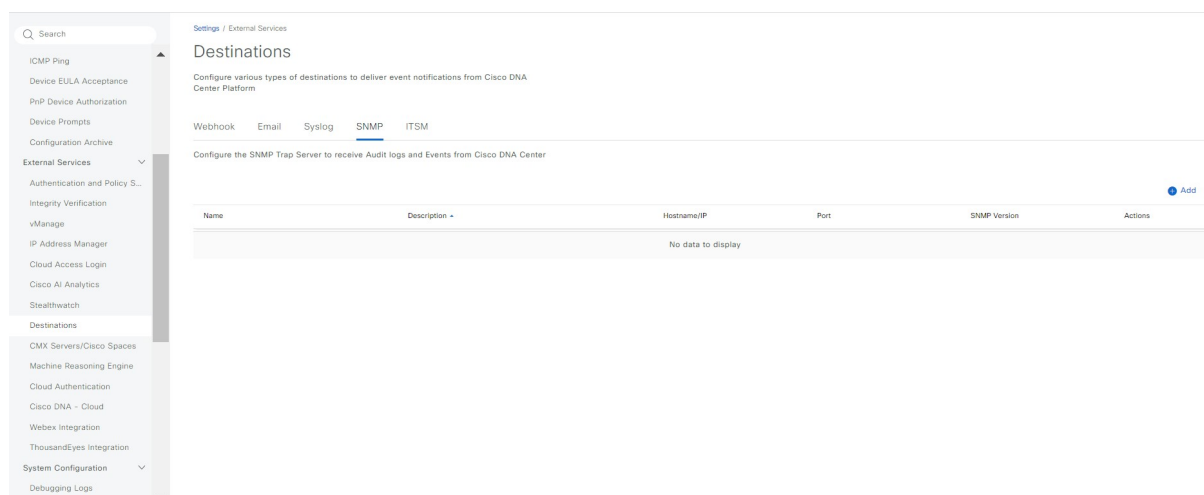 Search
ICMP Ping
Device EULA Acceptance
PnP Device Authorization
Device Prompts
Configuration Archive
External Services
Authentication and Policy S...
Integrity Verification
vManage
IP Address Manager
Cloud Access Login
Cisco AI Analytics
Stealthwatch
Destinations
CMX Servers/Cisco Spaces
Machine Reasoning Engine
Cloud Authentication
Cisco DNA - Cloud
Webex Integration
ThousandEyes Integration
System Configuration
Debugging Logs
Settings / External Services
Destinations
Configure various types of destinations to deliver event notifications from Cisco DNA
Center Platform
Webhook Email Syslog SNMP ITSM
Configure the SNMP Trap Server to receive Audit logs and Events from Cisco DNA Center
Add
Name Description Hostname/IP Port SNMP Version Actions
No data to display